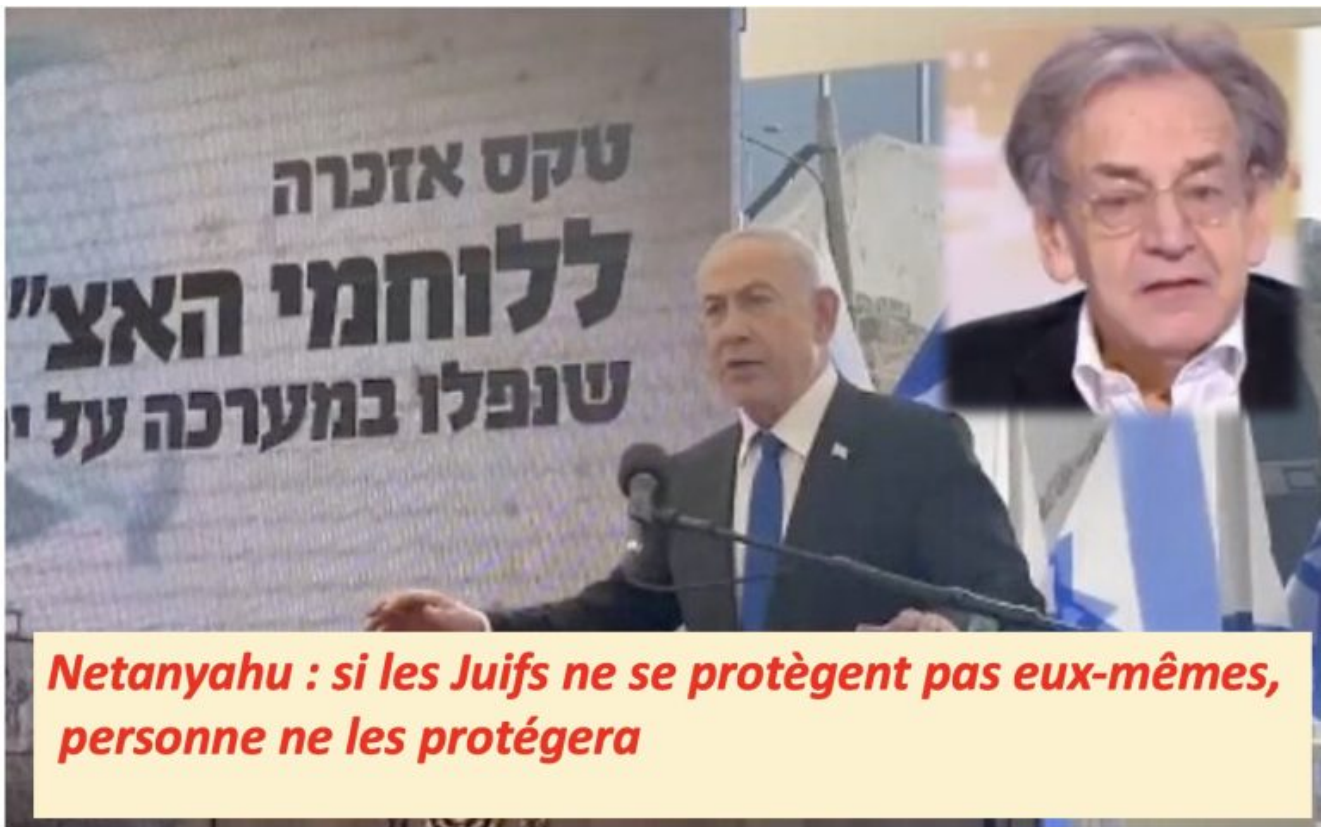 טקס אזכרה
ללוחמי האצ"
שנפלו במערכה על
Netanyahu : si les Juifs ne se protègent pas eux-mêmes,
personne ne les protégera